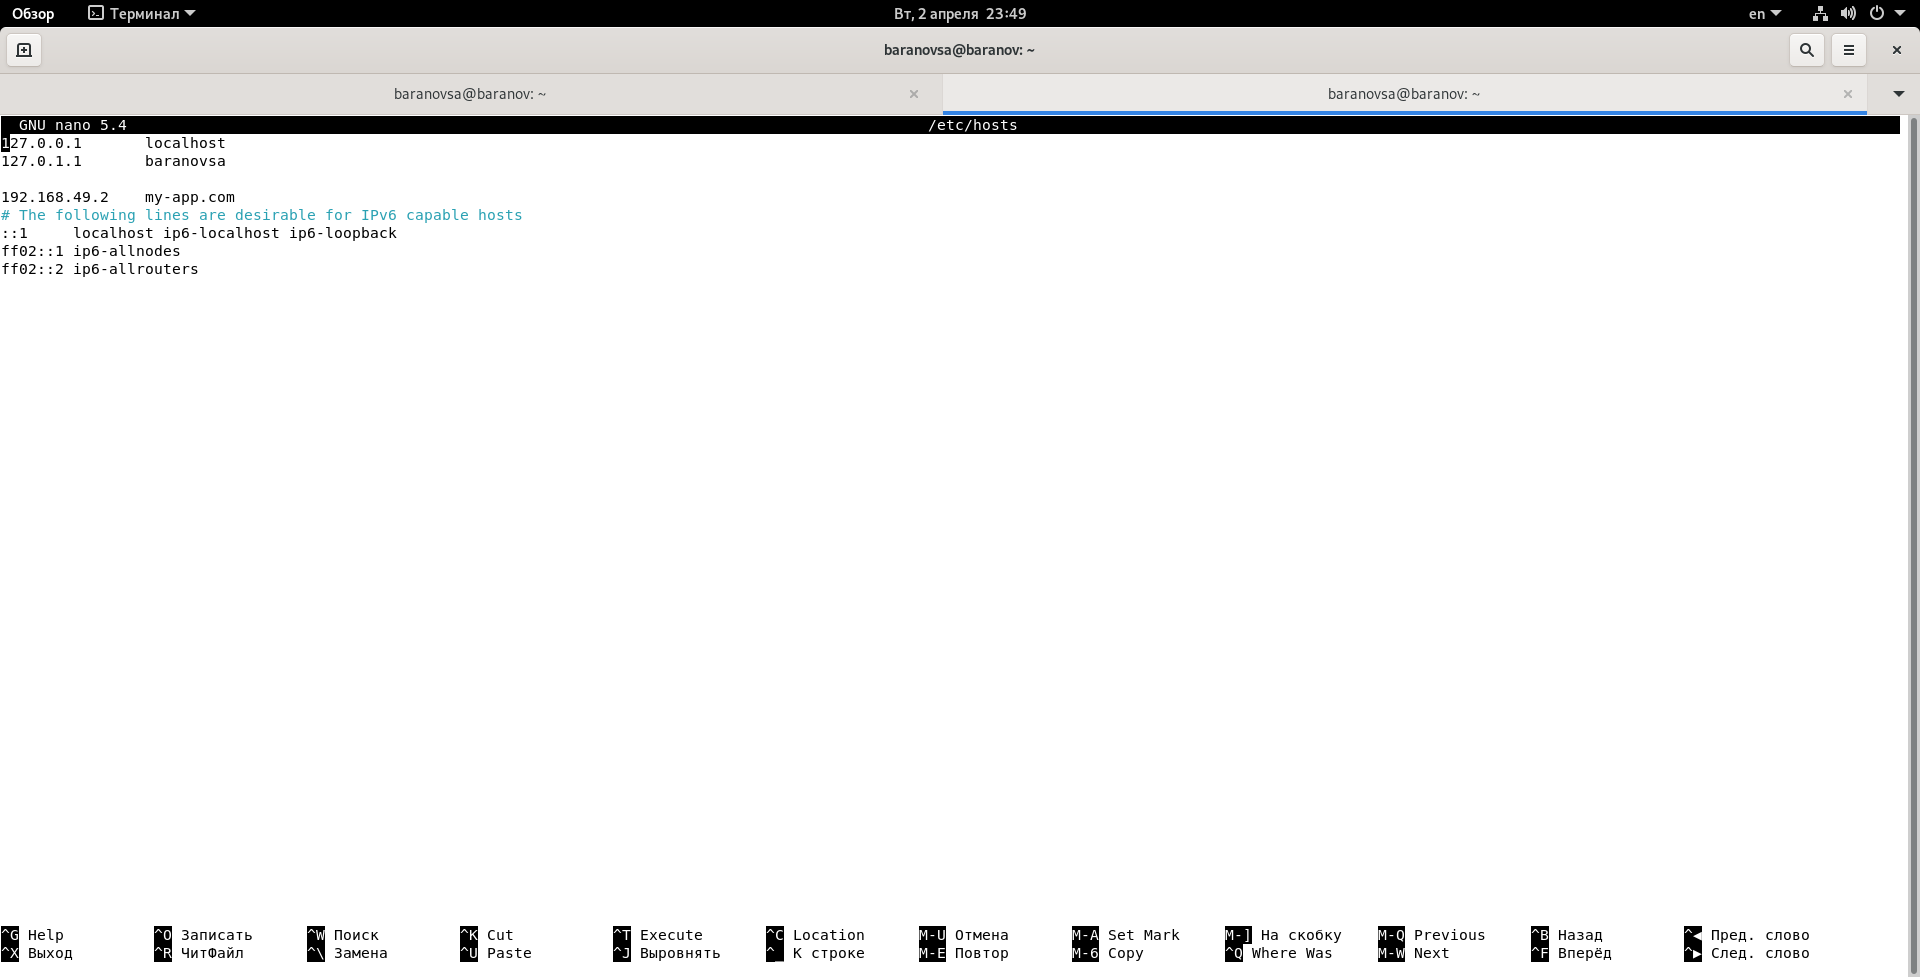 Обзор Терминал Вт, 2 апреля 23:49 en
baranovsa@baranov: ~
baranovsa@baranov: ~ baranovsa@baranov: ~
GNU nano 5.4 /etc/hosts
127.0.0.1 localhost
127.0.1.1 baranovsa
192.168.49.2 my-app.com
# The following lines are desirable for IPv6 capable hosts
::1 localhost ip6-localhost ip6-loopback
ff02::1 ip6-allnodes
ff02::2 ip6-allrouters
^G Help ^O Записать ^W Поиск ^K Cut ^T Execute ^C Location M-U Отмена M-A Set Mark M-] На скобку M-Q Previous ^B Назад ^◀ Пред. слово
^X Выход ^R ЧитФайл ^\ Замена ^U Paste ^J Выровнять ^_ К строке M-E Повтор M-6 Copy ^Q Where Was M-W Next ^F Вперёд ^▶ След. слово